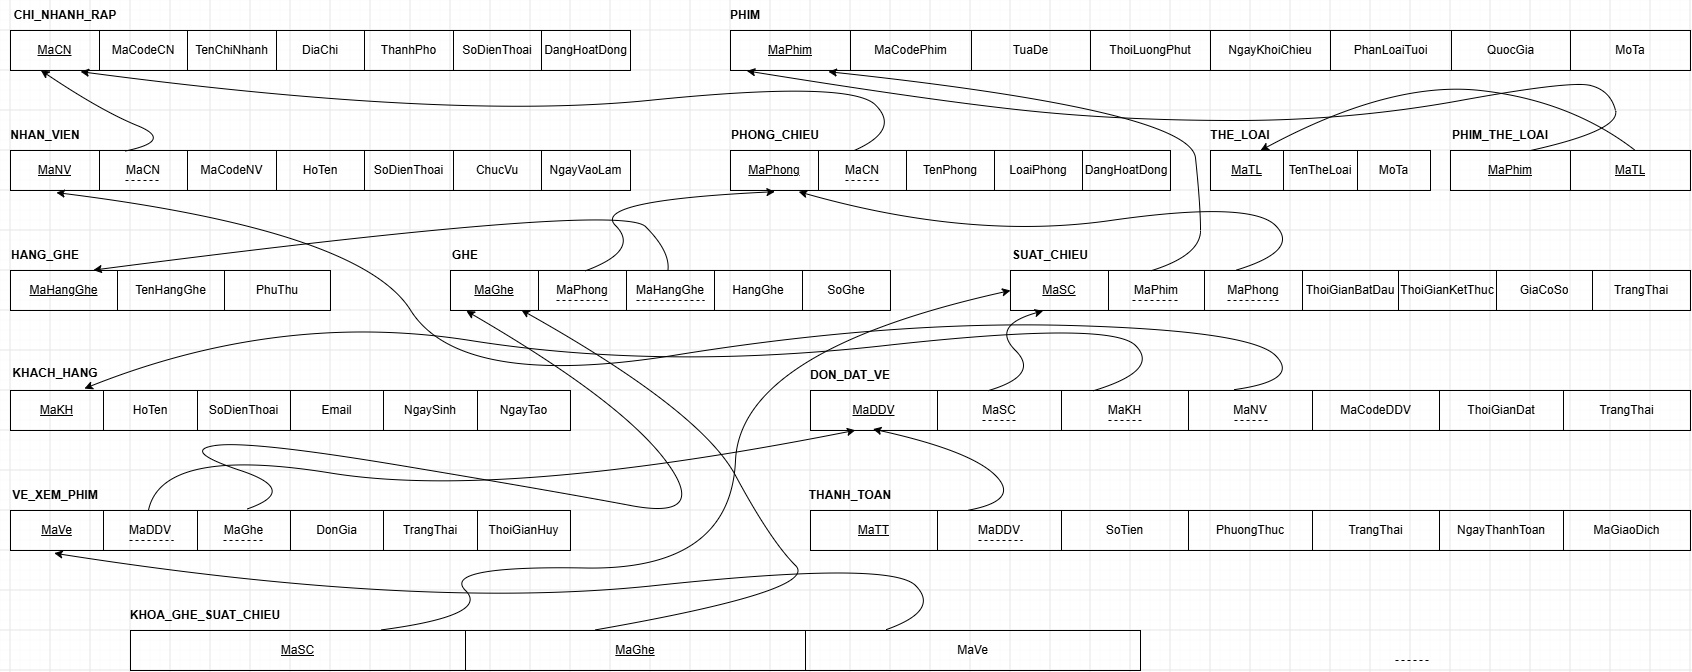 CHI_NHANH_RAP
MaCN MaCodeCN TenChiNhanh DiaChi ThanhPho SoDienThoai DangHoatDong
PHIM
MaPhim MaCodePhim TuaDe ThoiLuongPhut NgayKhoiChieu PhanLoaiTuoi QuocGia MoTa
NHAN_VIEN
MaNV MaCN MaCodeNV HoTen SoDienThoai ChucVu NgayVaoLam
PHONG_CHIEU
MaPhong MaCN TenPhong LoaiPhong DangHoatDong
THE_LOAI
MaTL TenTheLoai MoTa
PHIM_THE_LOAI
MaPhim MaTL
HANG_GHE
MaHangGhe TenHangGhe PhuThu
GHE
MaGhe MaPhong MaHangGhe HangGhe SoGhe
SUAT_CHIEU
MaSC MaPhim MaPhong ThoiGianBatDau ThoiGianKetThuc GiaCoSo TrangThai
KHACH_HANG
MaKH HoTen SoDienThoai Email NgaySinh NgayTao
DON_DAT_VE
MaDDV MaSC MaKH MaNV MaCodeDDV ThoiGianDat TrangThai
VE_XEM_PHIM
MaVe MaDDV MaGhe DonGia TrangThai ThoiGianHuy
THANH_TOAN
MaTT MaDDV SoTien PhuongThuc TrangThai NgayThanhToan MaGiaoDich
KHOA_GHE_SUAT_CHIEU
MaSC MaGhe MaVe